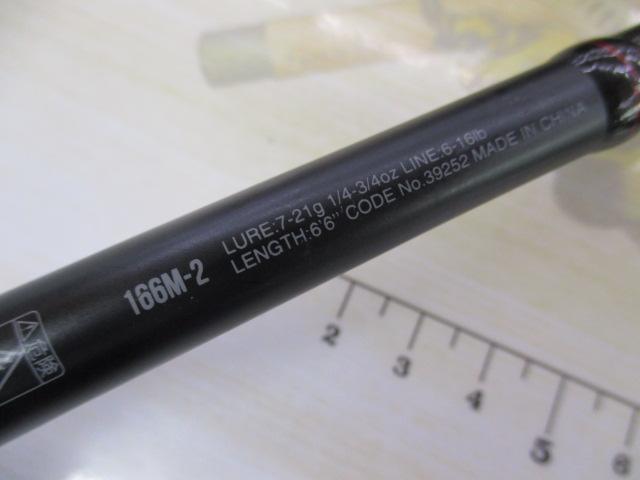 ⚠危険
166M-2
LURE:7-21g 1/4-3/4oz LINE:6-16lb
LENGTH:6'6" CODE No.39252 MADE IN CHINA
2 3 4 5 6